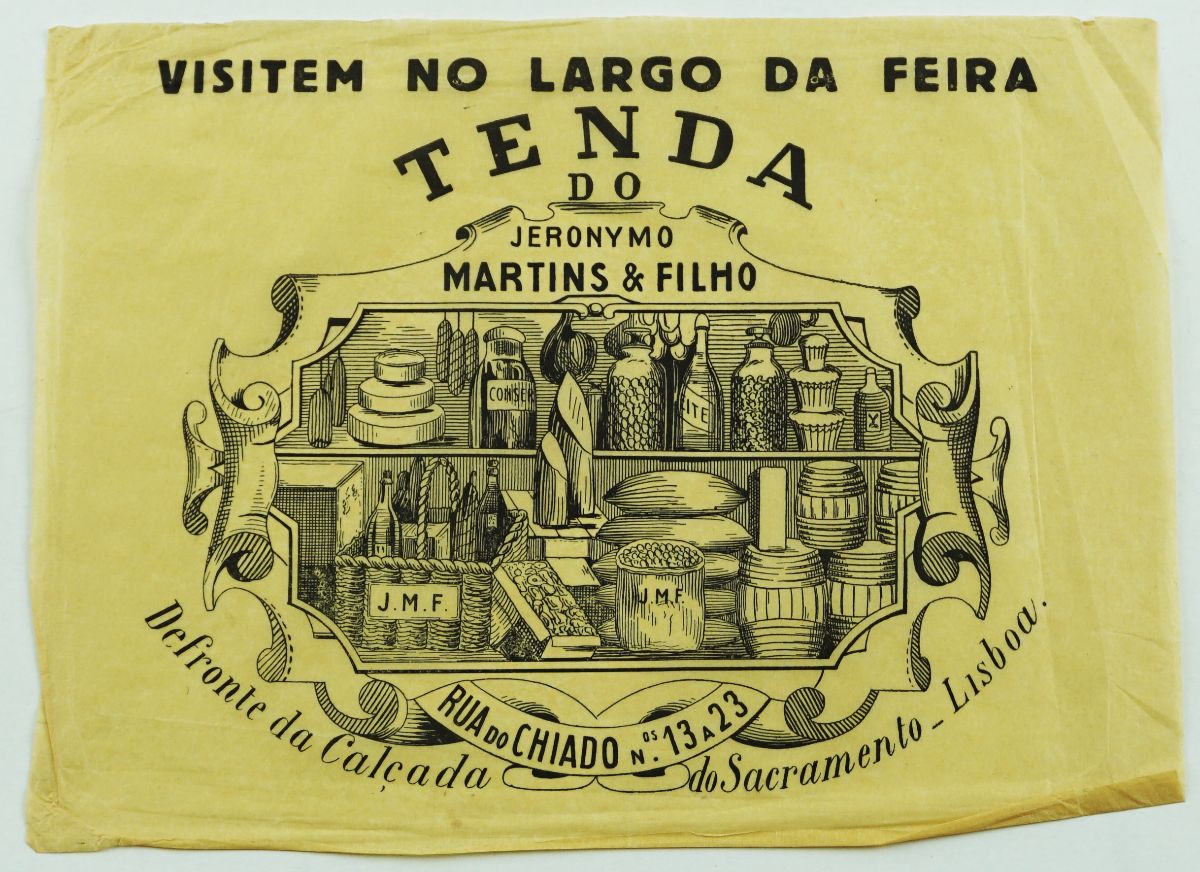 VISITEM NO LARGO DA FEIRA
TENDA
DO
JERONYMO
MARTINS & FILHO
CONSER
ITE
J.M.F.
J.M.F.
RUA DO CHIADO N.os 13 A 23
Defronte da Calçada do Sacramento - Lisboa.